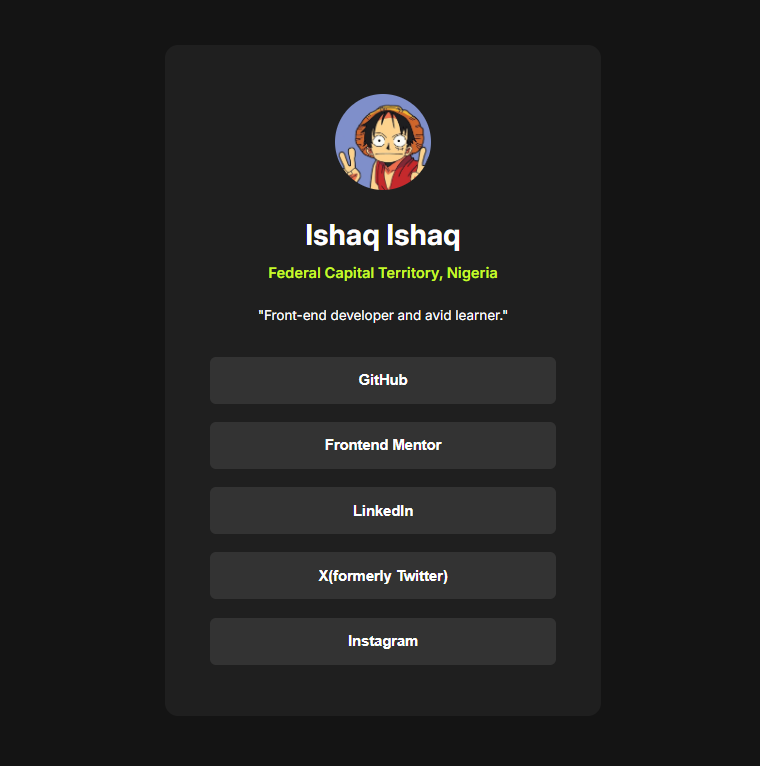 Ishaq Ishaq
Federal Capital Territory, Nigeria
"Front-end developer and avid learner."
GitHub
Frontend Mentor
LinkedIn
X(formerly Twitter)
Instagram